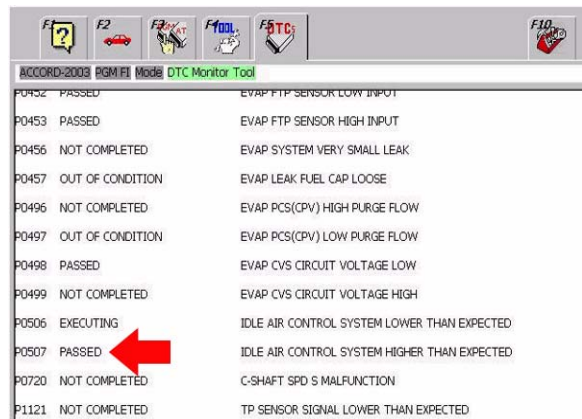 F1 F2 F3 AT F4 TOOL F5 DTCs F10
ACCORD-2003 PGM FI Mode DTC Monitor Tool
P0452 PASSED EVAP FTP SENSOR LOW INPUT
P0453 PASSED EVAP FTP SENSOR HIGH INPUT
P0456 NOT COMPLETED EVAP SYSTEM VERY SMALL LEAK
P0457 OUT OF CONDITION EVAP LEAK FUEL CAP LOOSE
P0496 NOT COMPLETED EVAP PCS(CPV) HIGH PURGE FLOW
P0497 OUT OF CONDITION EVAP PCS(CPV) LOW PURGE FLOW
P0498 PASSED EVAP CVS CIRCUIT VOLTAGE LOW
P0499 NOT COMPLETED EVAP CVS CIRCUIT VOLTAGE HIGH
P0506 EXECUTING IDLE AIR CONTROL SYSTEM LOWER THAN EXPECTED
P0507 PASSED IDLE AIR CONTROL SYSTEM HIGHER THAN EXPECTED
P0720 NOT COMPLETED C-SHAFT SPD S MALFUNCTION
P1121 NOT COMPLETED TP SENSOR SIGNAL LOWER THAN EXPECTED